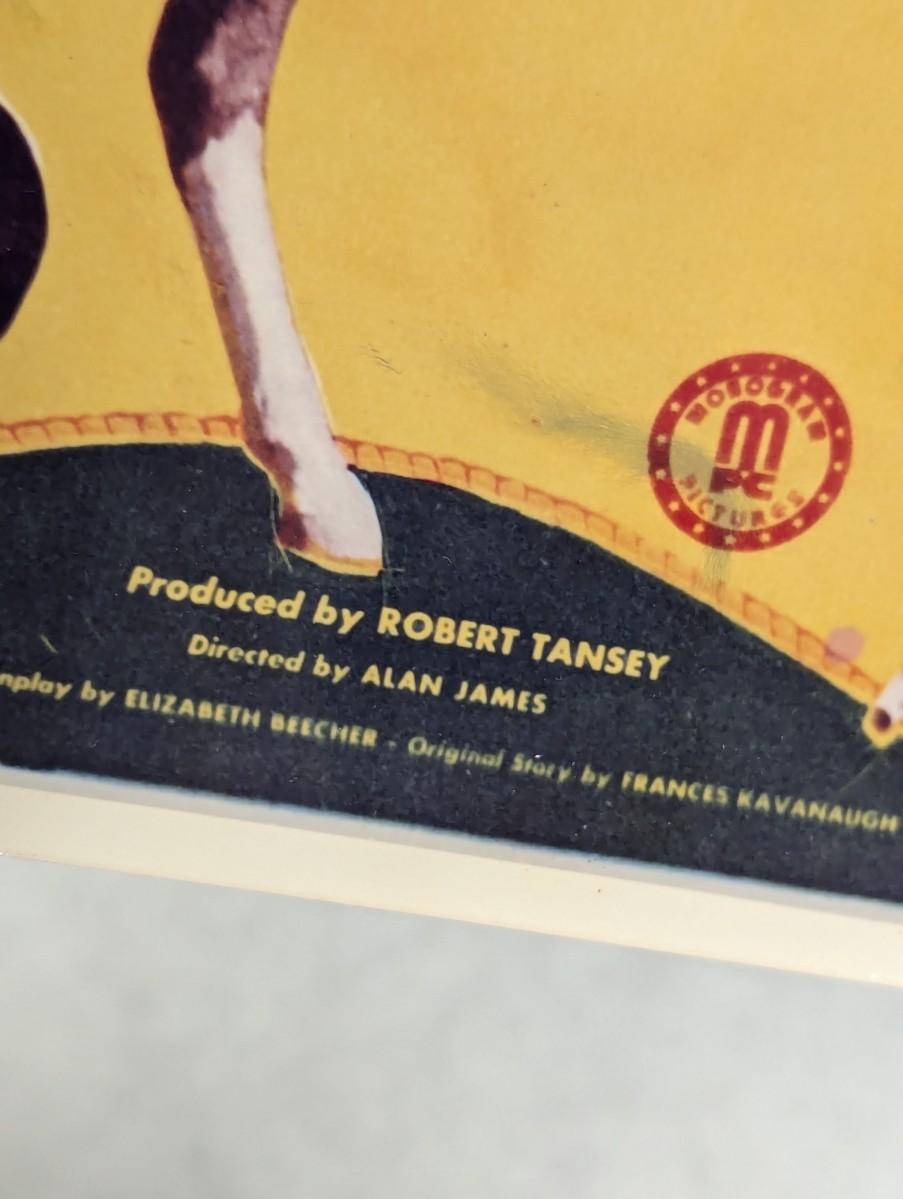 MONOGRAM
m
PC
PICTURES
Produced by ROBERT TANSEY
Directed by ALAN JAMES
nplay by ELIZABETH BEECHER - Original Story by FRANCES KAVANAUGH